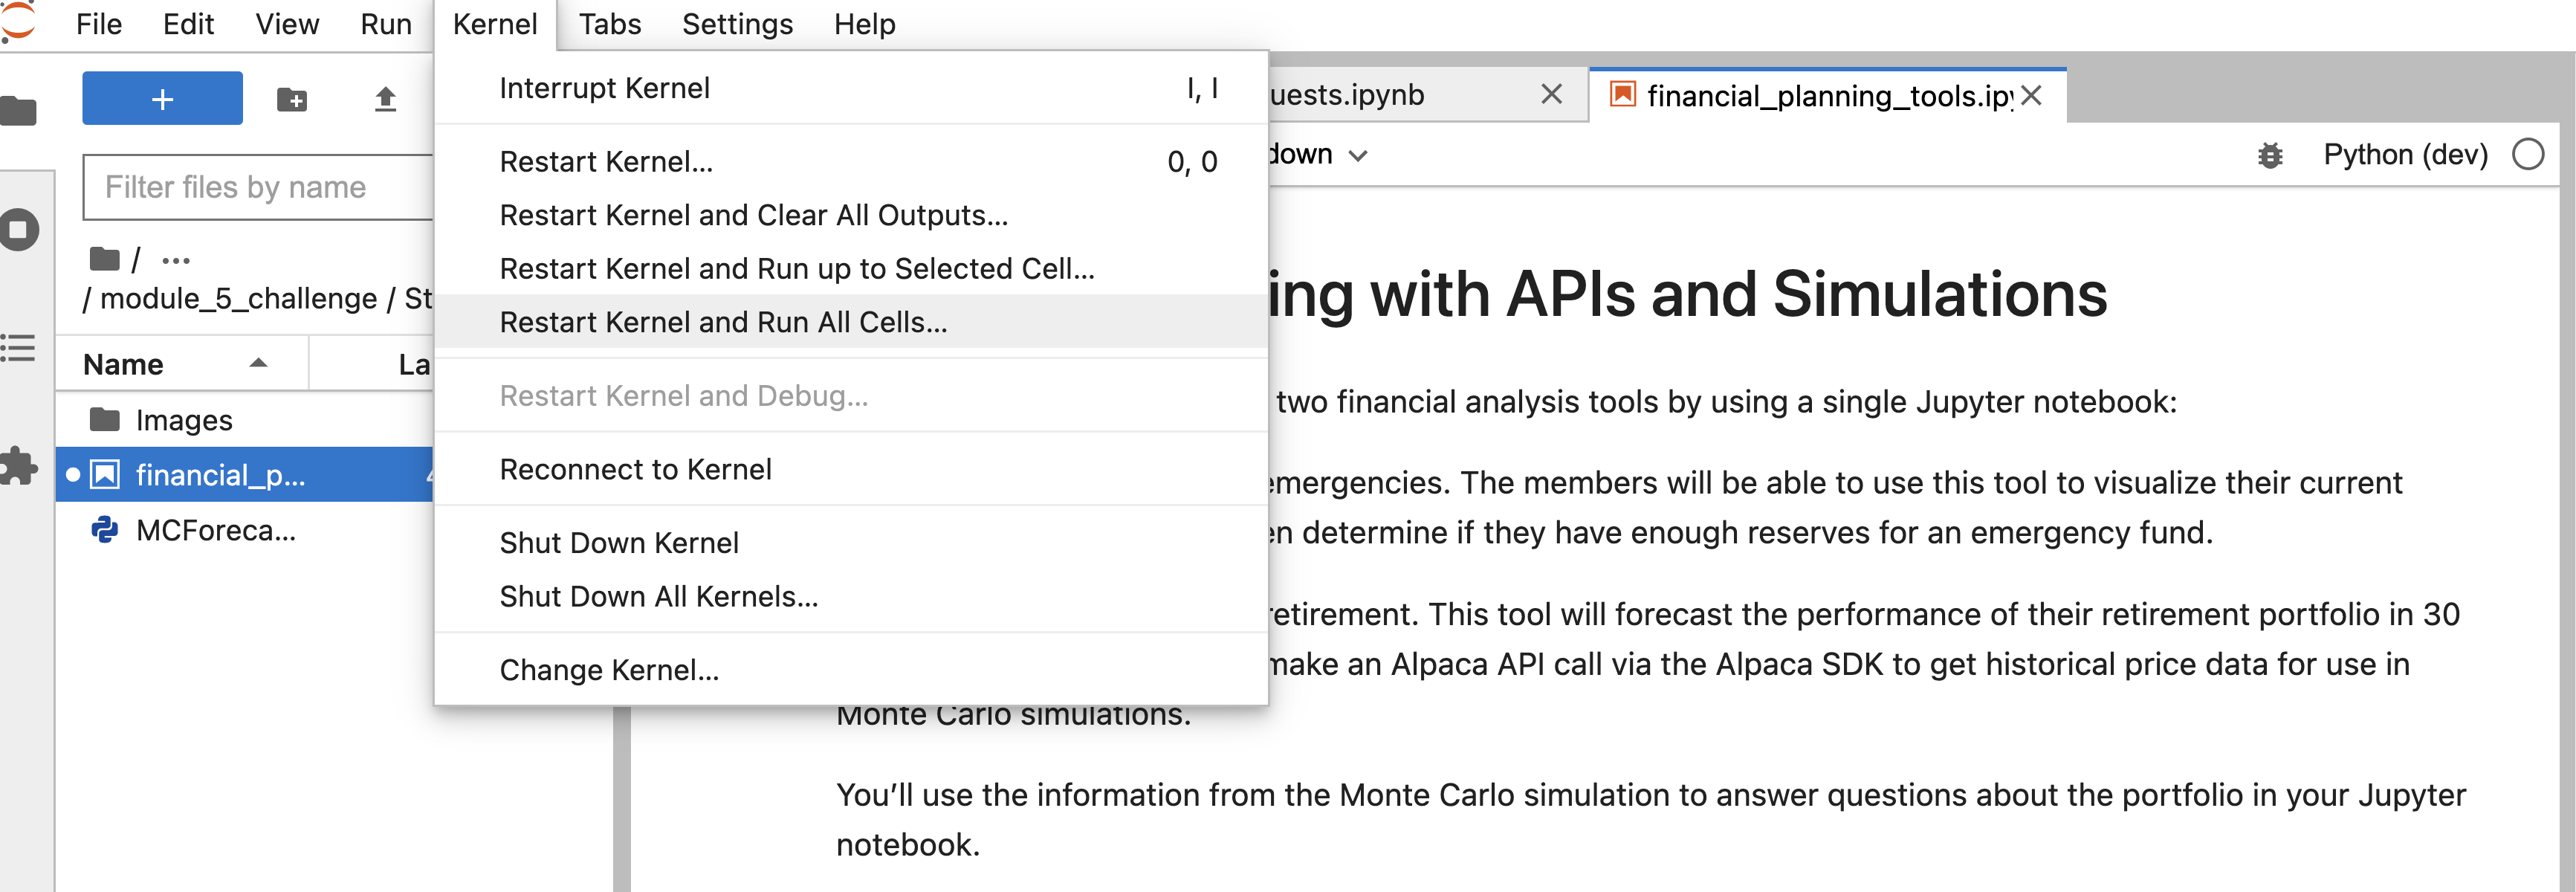 File Edit View Run Kernel Tabs Settings Help
Interrupt Kernel I, I
Restart Kernel... 0, 0
Restart Kernel and Clear All Outputs...
Restart Kernel and Run up to Selected Cell...
Restart Kernel and Run All Cells...
Restart Kernel and Debug...
Reconnect to Kernel
Shut Down Kernel
Shut Down All Kernels...
Change Kernel...
+
Filter files by name
/ ...
/ module_5_challenge / St
Name La
Images
financial_p...
MCForeca...
uests.ipynb
financial_planning_tools.ip
down
Python (dev)
ing with APIs and Simulations
two financial analysis tools by using a single Jupyter notebook:
emergencies. The members will be able to use this tool to visualize their current
en determine if they have enough reserves for an emergency fund.
retirement. This tool will forecast the performance of their retirement portfolio in 30
make an Alpaca API call via the Alpaca SDK to get historical price data for use in
Monte Carlo simulations.
You’ll use the information from the Monte Carlo simulation to answer questions about the portfolio in your Jupyter
notebook.